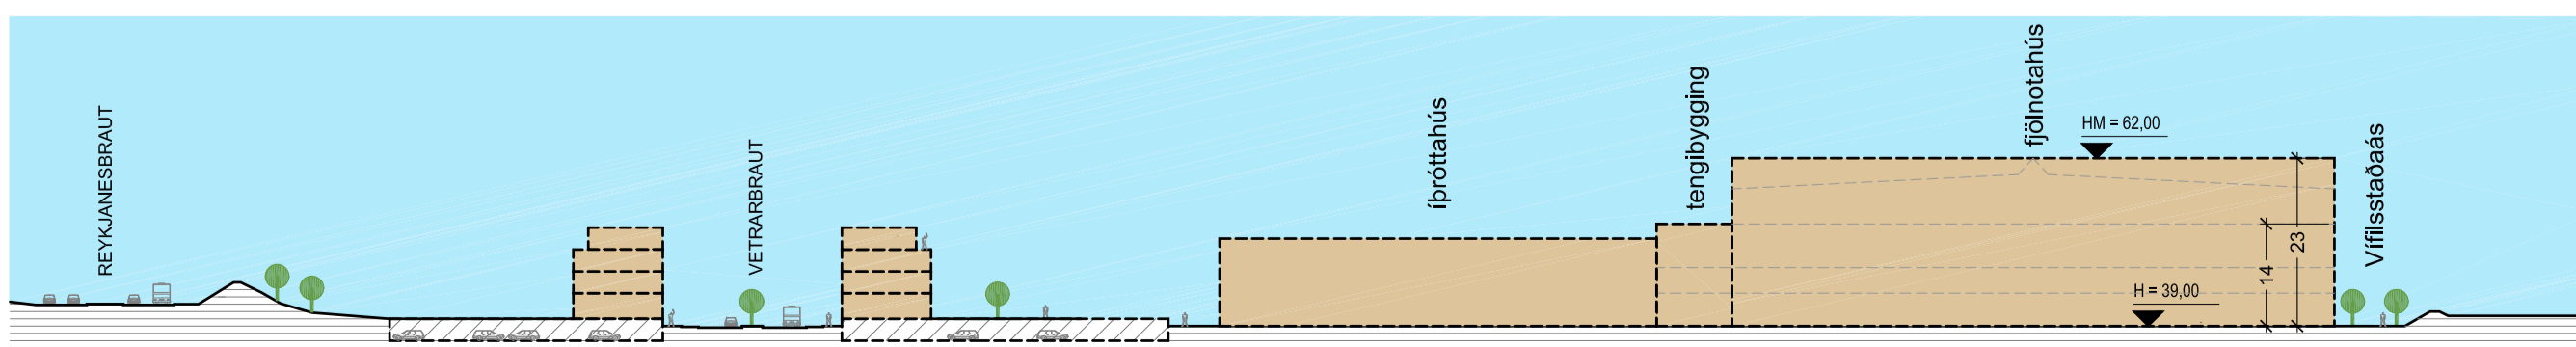 REYKJANESBRAUT
VETRARBRAUT
íþróttahús
tengibygging
fjölnotahús
HM = 62,00
H = 39,00
14
23
Vífilsstaðaás